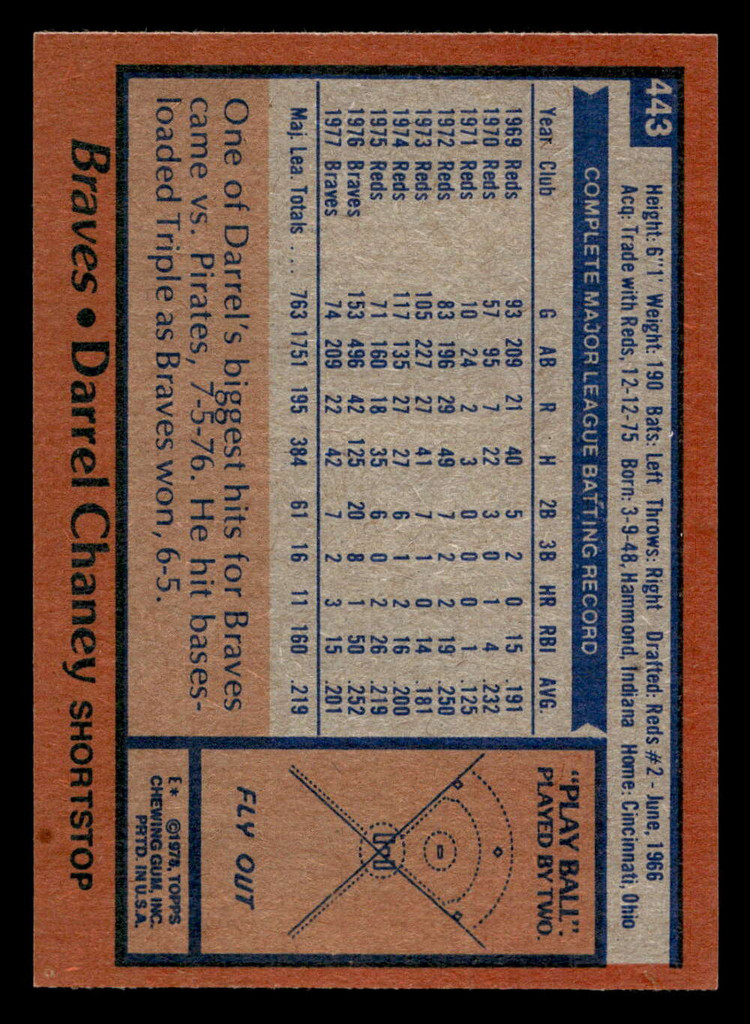 443
Height: 6"1' Weight: 190 Bats: Left Throws: Right Drafted: Reds #2 - June, 1966
Acq: Trade with Reds, 12-12-75 Born: 3-9-48, Hammond, Indiana Home: Cincinnati, Ohio
COMPLETE MAJOR LEAGUE BATTING RECORD
Year Club G AB R H 2B 3B HR RBI AVG.
1969 Reds 93 209 21 40 5 2 0 15 .191
1970 Reds 57 95 7 22 3 0 1 4 .232
1971 Reds 10 24 2 3 0 0 0 1 .125
1972 Reds 83 196 29 49 7 2 2 19 .250
1973 Reds 105 227 27 41 7 1 0 14 .181
1974 Reds 117 135 27 27 6 1 2 16 .200
1975 Reds 71 160 18 35 6 0 2 26 .219
1976 Braves 153 496 42 125 20 8 1 50 .252
1977 Braves 74 209 22 42 7 2 3 15 .201
Maj. Lea. Totals . . . 763 1751 195 384 61 16 11 160 .219
One of Darrel's biggest hits for Braves
came vs. Pirates, 7-5-76. He hit bases-
loaded Triple as Braves won, 6-5.
"PLAY BALL":
PLAYED BY TWO.
FLY OUT
E* ©1978, TOPPS
CHEWING GUM, INC.
PRTD. IN U.S.A.
Braves • Darrel Chaney SHORTSTOP